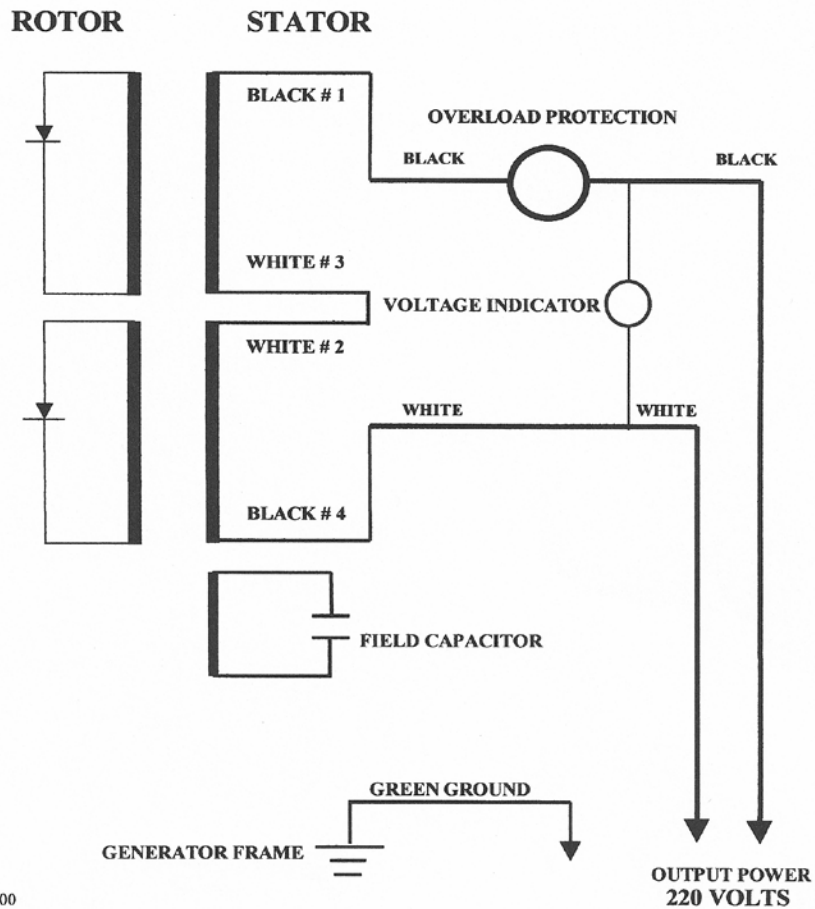 ROTOR
STATOR
BLACK # 1
OVERLOAD PROTECTION
BLACK
BLACK
WHITE # 3
VOLTAGE INDICATOR
WHITE # 2
WHITE
WHITE
BLACK # 4
FIELD CAPACITOR
GREEN GROUND
GENERATOR FRAME
OUTPUT POWER
220 VOLTS
00